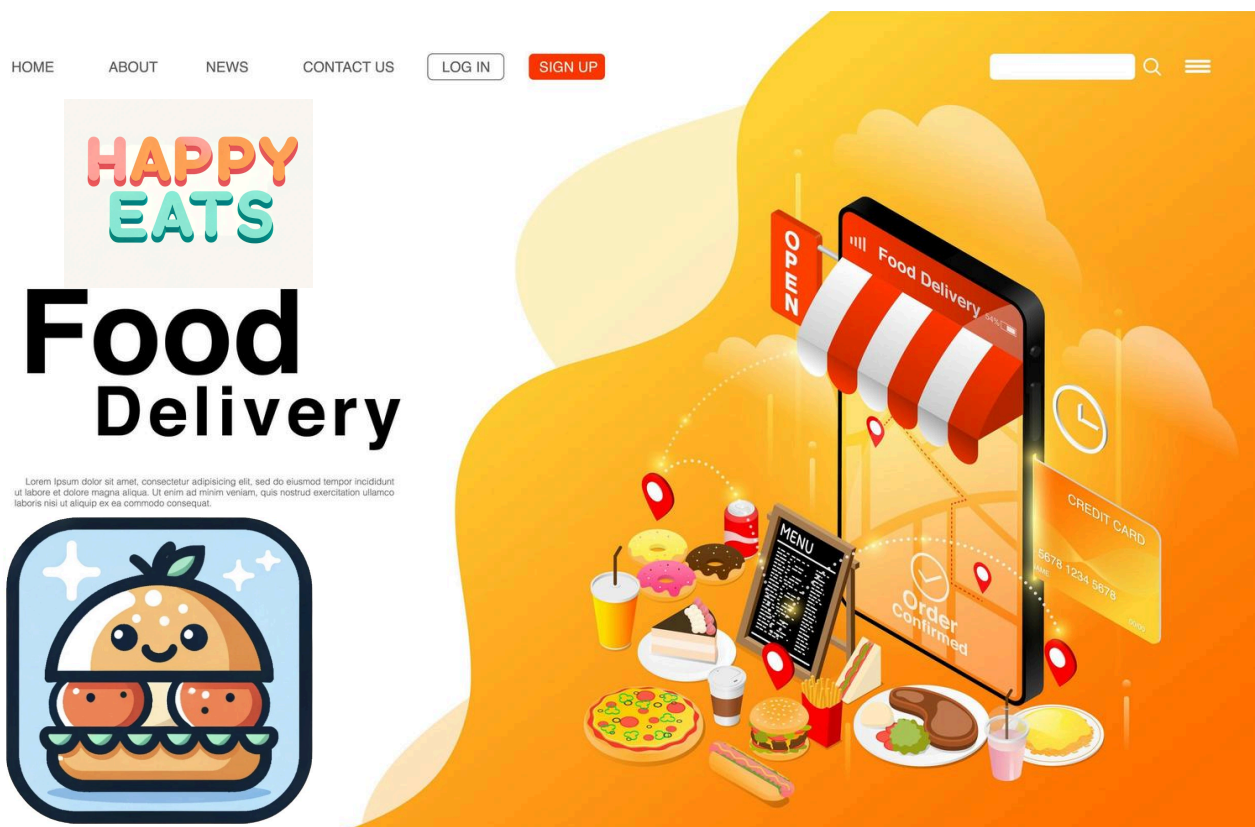 HOME ABOUT NEWS CONTACT US LOG IN SIGN UP
HAPPY
EATS
Food
Delivery
Lorem Ipsum dolor sit amet, consectetur adipisicing elit, sed do eiusmod tempor incididunt
ut labore et dolore magna aliqua. Ut enim ad minim veniam, quis nostrud exercitation ullamco
laboris nisi ut aliquip ex ea commodo consequat.
OPEN
Food Delivery
54%
MENU
CREDIT CARD
5678 1234 5678
NAME
Order
Confirmed